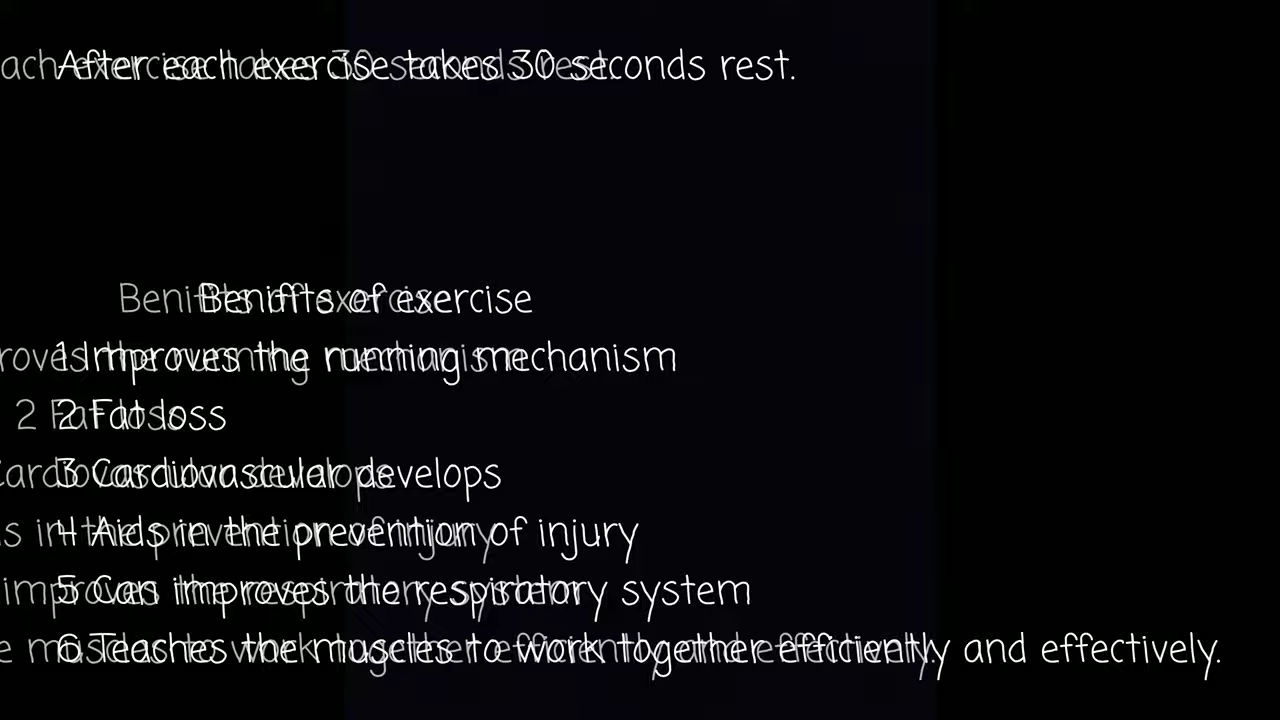 After each exercise takes 30 seconds rest.
Benifits of exercise
1 Improves the running mechanism
2 Fat loss
3 Cardiovascular develops
4 Aids in the prevention of injury
5 Can improves the respiratory system
6 Teaches the muscles to work together efficiently and effectively.